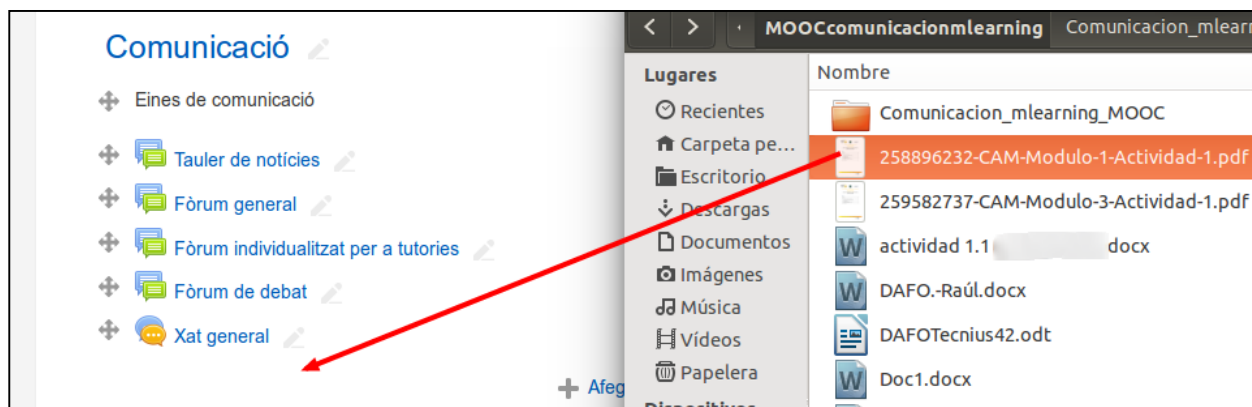 Comunicació
Eines de comunicació
Tauler de notícies
Fòrum general
Fòrum individualitzat per a tutories
Fòrum de debat
Xat general
Afeg
MOOCcomunicacionmlearning Comunicacion_mlearn
Lugares
Recientes
Carpeta pe...
Escritorio
Descargas
Documentos
Imágenes
Música
Vídeos
Papelera
Dispositivos
Nombre
Comunicacion_mlearning_MOOC
258896232-CAM-Modulo-1-Actividad-1.pdf
259582737-CAM-Modulo-3-Actividad-1.pdf
actividad 1.1 docx
DAFO.-Raúl.docx
DAFOTecnius42.odt
Doc1.docx